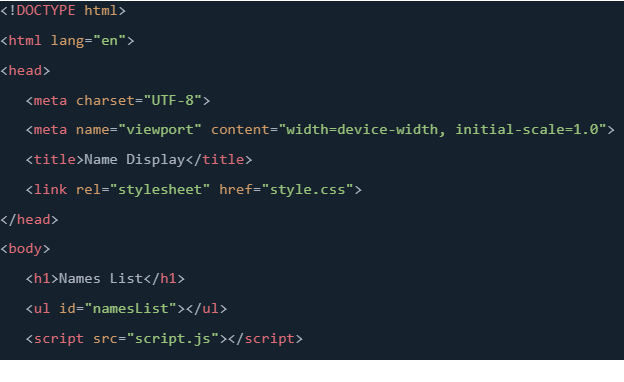 <!DOCTYPE html>
<html lang="en">
<head>
<meta charset="UTF-8">
<meta name="viewport" content="width=device-width, initial-scale=1.0">
<title>Name Display</title>
<link rel="stylesheet" href="style.css">
</head>
<body>
<h1>Names List</h1>
<ul id="namesList"></ul>
<script src="script.js"></script>